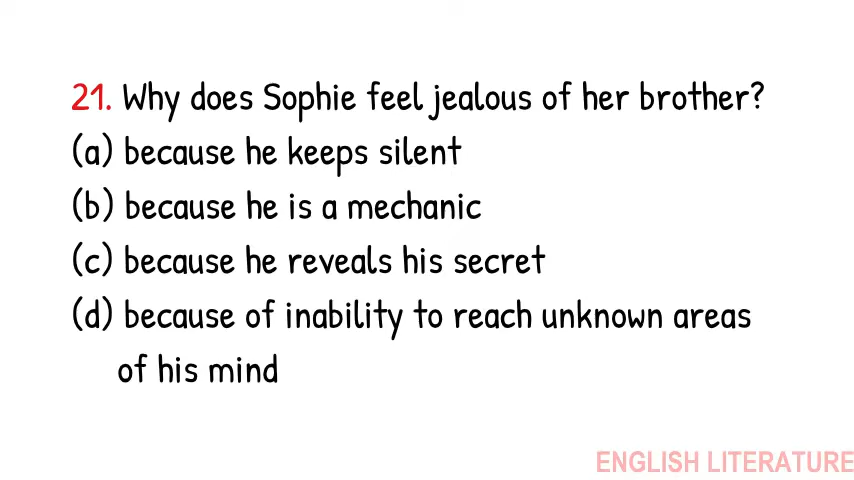 21. Why does Sophie feel jealous of her brother?
(a) because he keeps silent
(b) because he is a mechanic
(c) because he reveals his secret
(d) because of inability to reach unknown areas
of his mind
ENGLISH LITERATURE